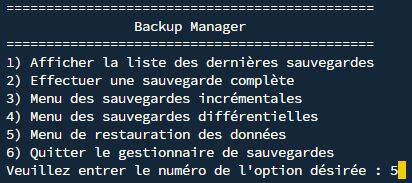 ==============================================
Backup Manager
==============================================
1) Afficher la liste des dernières sauvegardes
2) Effectuer une sauvegarde complète
3) Menu des sauvegardes incrémentales
4) Menu des sauvegardes différentielles
5) Menu de restauration des données
6) Quitter le gestionnaire de sauvegardes
Veuillez entrer le numéro de l'option désirée : 5